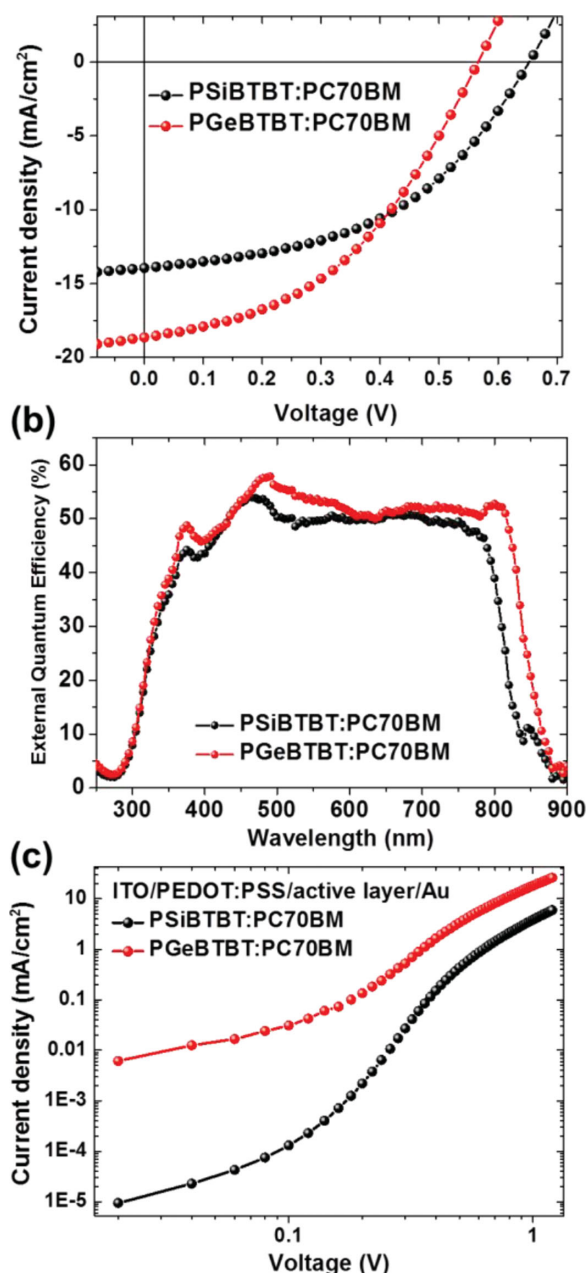 Current density (mA/cm²)
0
-5
-10
-15
-20
PSiBTBT:PC70BM
PGeBTBT:PC70BM
0.0 0.1 0.2 0.3 0.4 0.5 0.6 0.7
Voltage (V)
(b)
External Quantum Efficiency (%)
60
50
40
30
20
10
0
PSiBTBT:PC70BM
PGeBTBT:PC70BM
300 400 500 600 700 800 900
Wavelength (nm)
(c)
Current density (mA/cm²)
10
1
0.1
0.01
1E-3
1E-4
1E-5
ITO/PEDOT:PSS/active layer/Au
PSiBTBT:PC70BM
PGeBTBT:PC70BM
0.1 1
Voltage (V)